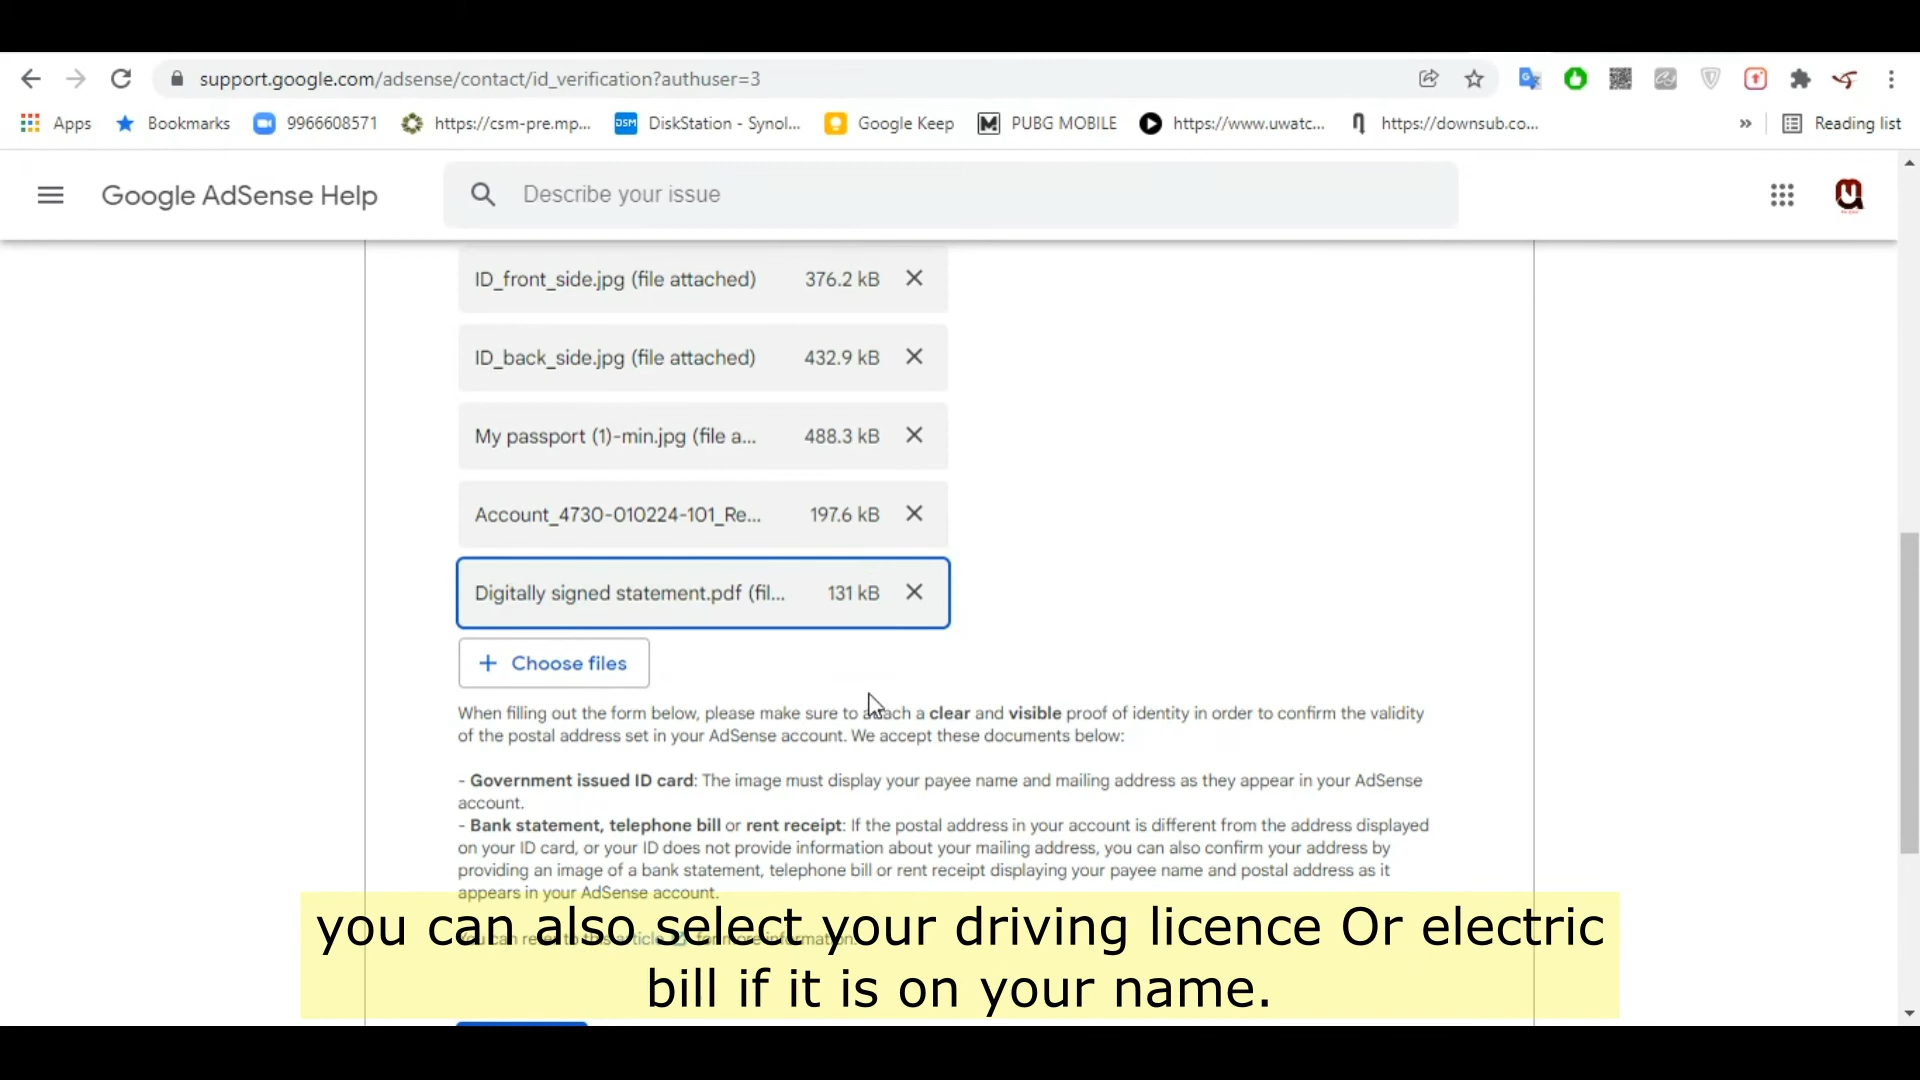 support.google.com/adsense/contact/id_verification?authuser=3
Apps Bookmarks 9966608571 https://csm-pre.mp... DSM DiskStation - Synol... Google Keep PUBG MOBILE https://www.uwatc... https://downsub.co... » Reading list
Google AdSense Help Describe your issue
ID_front_side.jpg (file attached) 376.2 kB
ID_back_side.jpg (file attached) 432.9 kB
My passport (1)-min.jpg (file a... 488.3 kB
Account_4730-010224-101_Re... 197.6 kB
Digitally signed statement.pdf (fil... 131 kB
+ Choose files
When filling out the form below, please make sure to attach a clear and visible proof of identity in order to confirm the validity
of the postal address set in your AdSense account. We accept these documents below:
- Government issued ID card: The image must display your payee name and mailing address as they appear in your AdSense
account.
- Bank statement, telephone bill or rent receipt: If the postal address in your account is different from the address displayed
on your ID card, or your ID does not provide information about your mailing address, you can also confirm your address by
providing an image of a bank statement, telephone bill or rent receipt displaying your payee name and postal address as it
appears in your AdSense account.
You can refer to this article for more information.
you can also select your driving licence Or electric
bill if it is on your name.